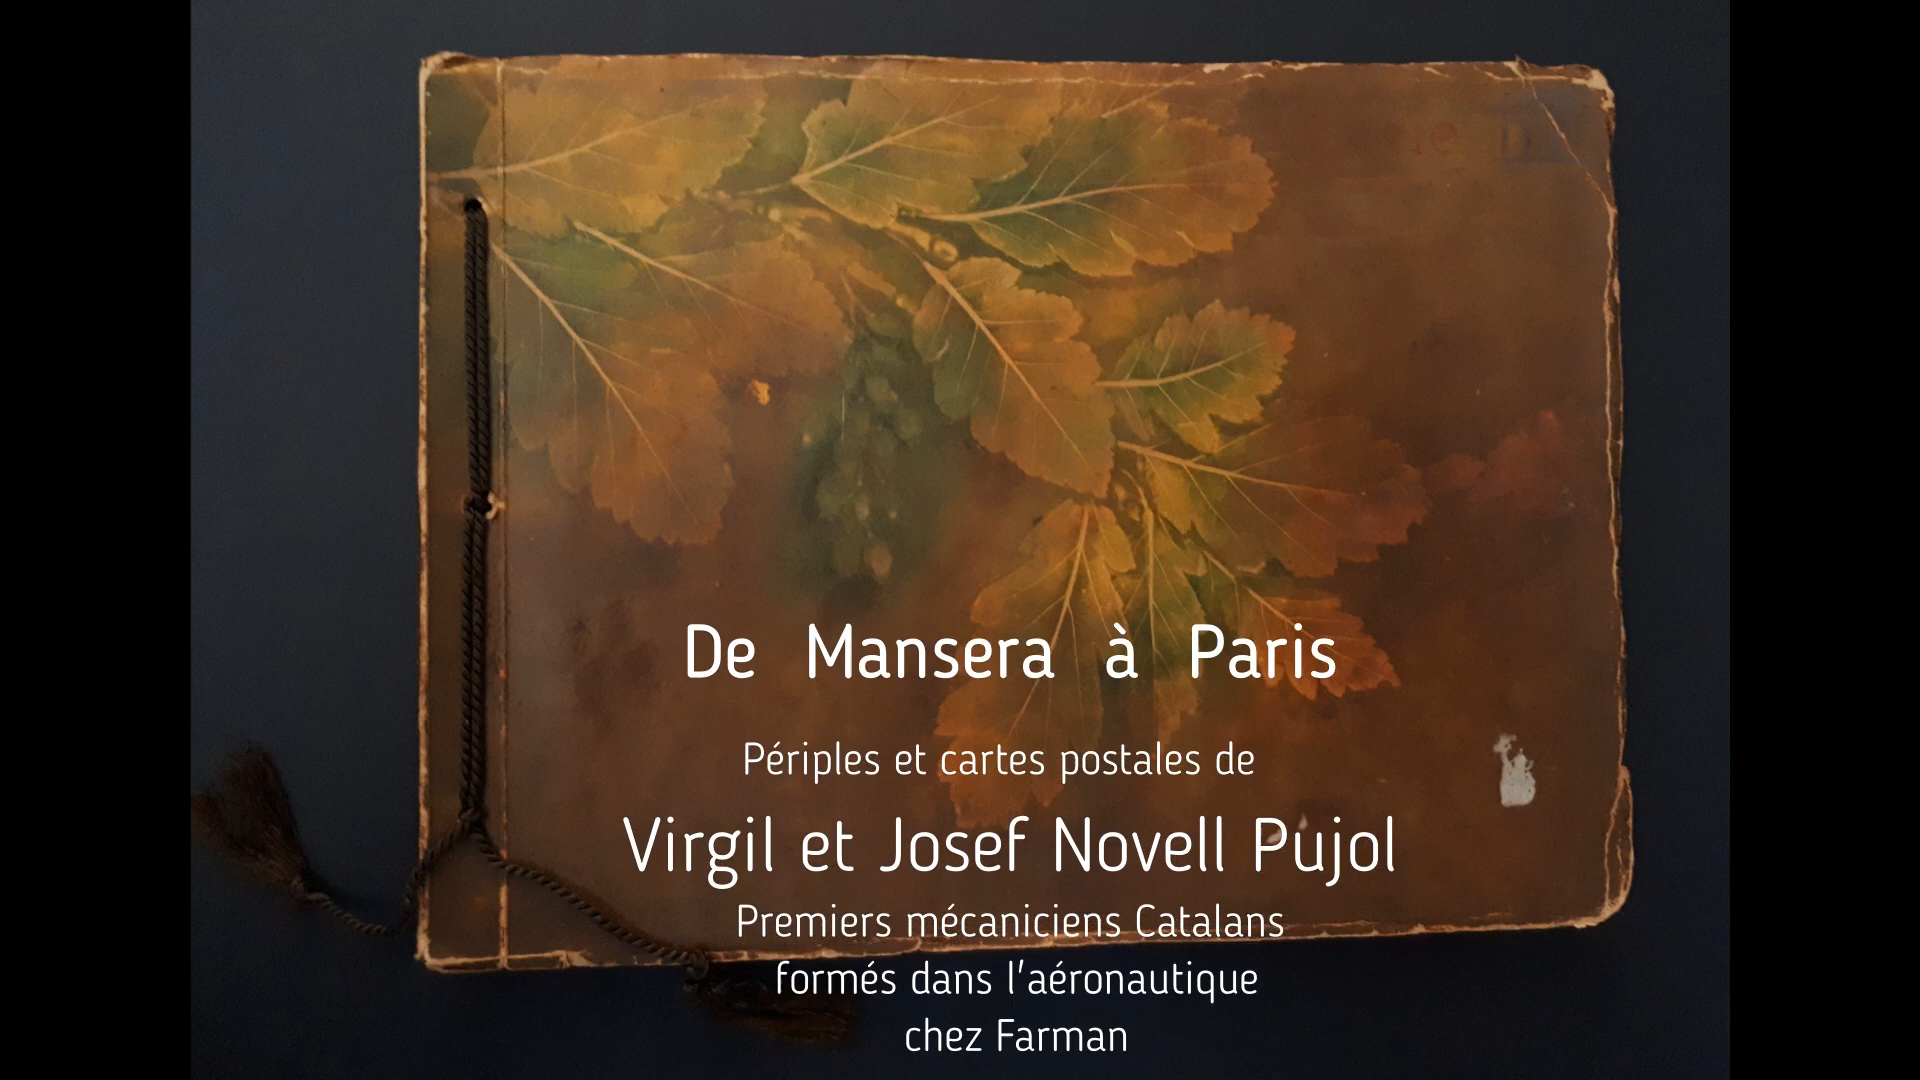 De Mansera à Paris
Périples et cartes postales de
Virgil et Josef Novell Pujol
Premiers mécaniciens Catalans
formés dans l'aéronautique
chez Farman